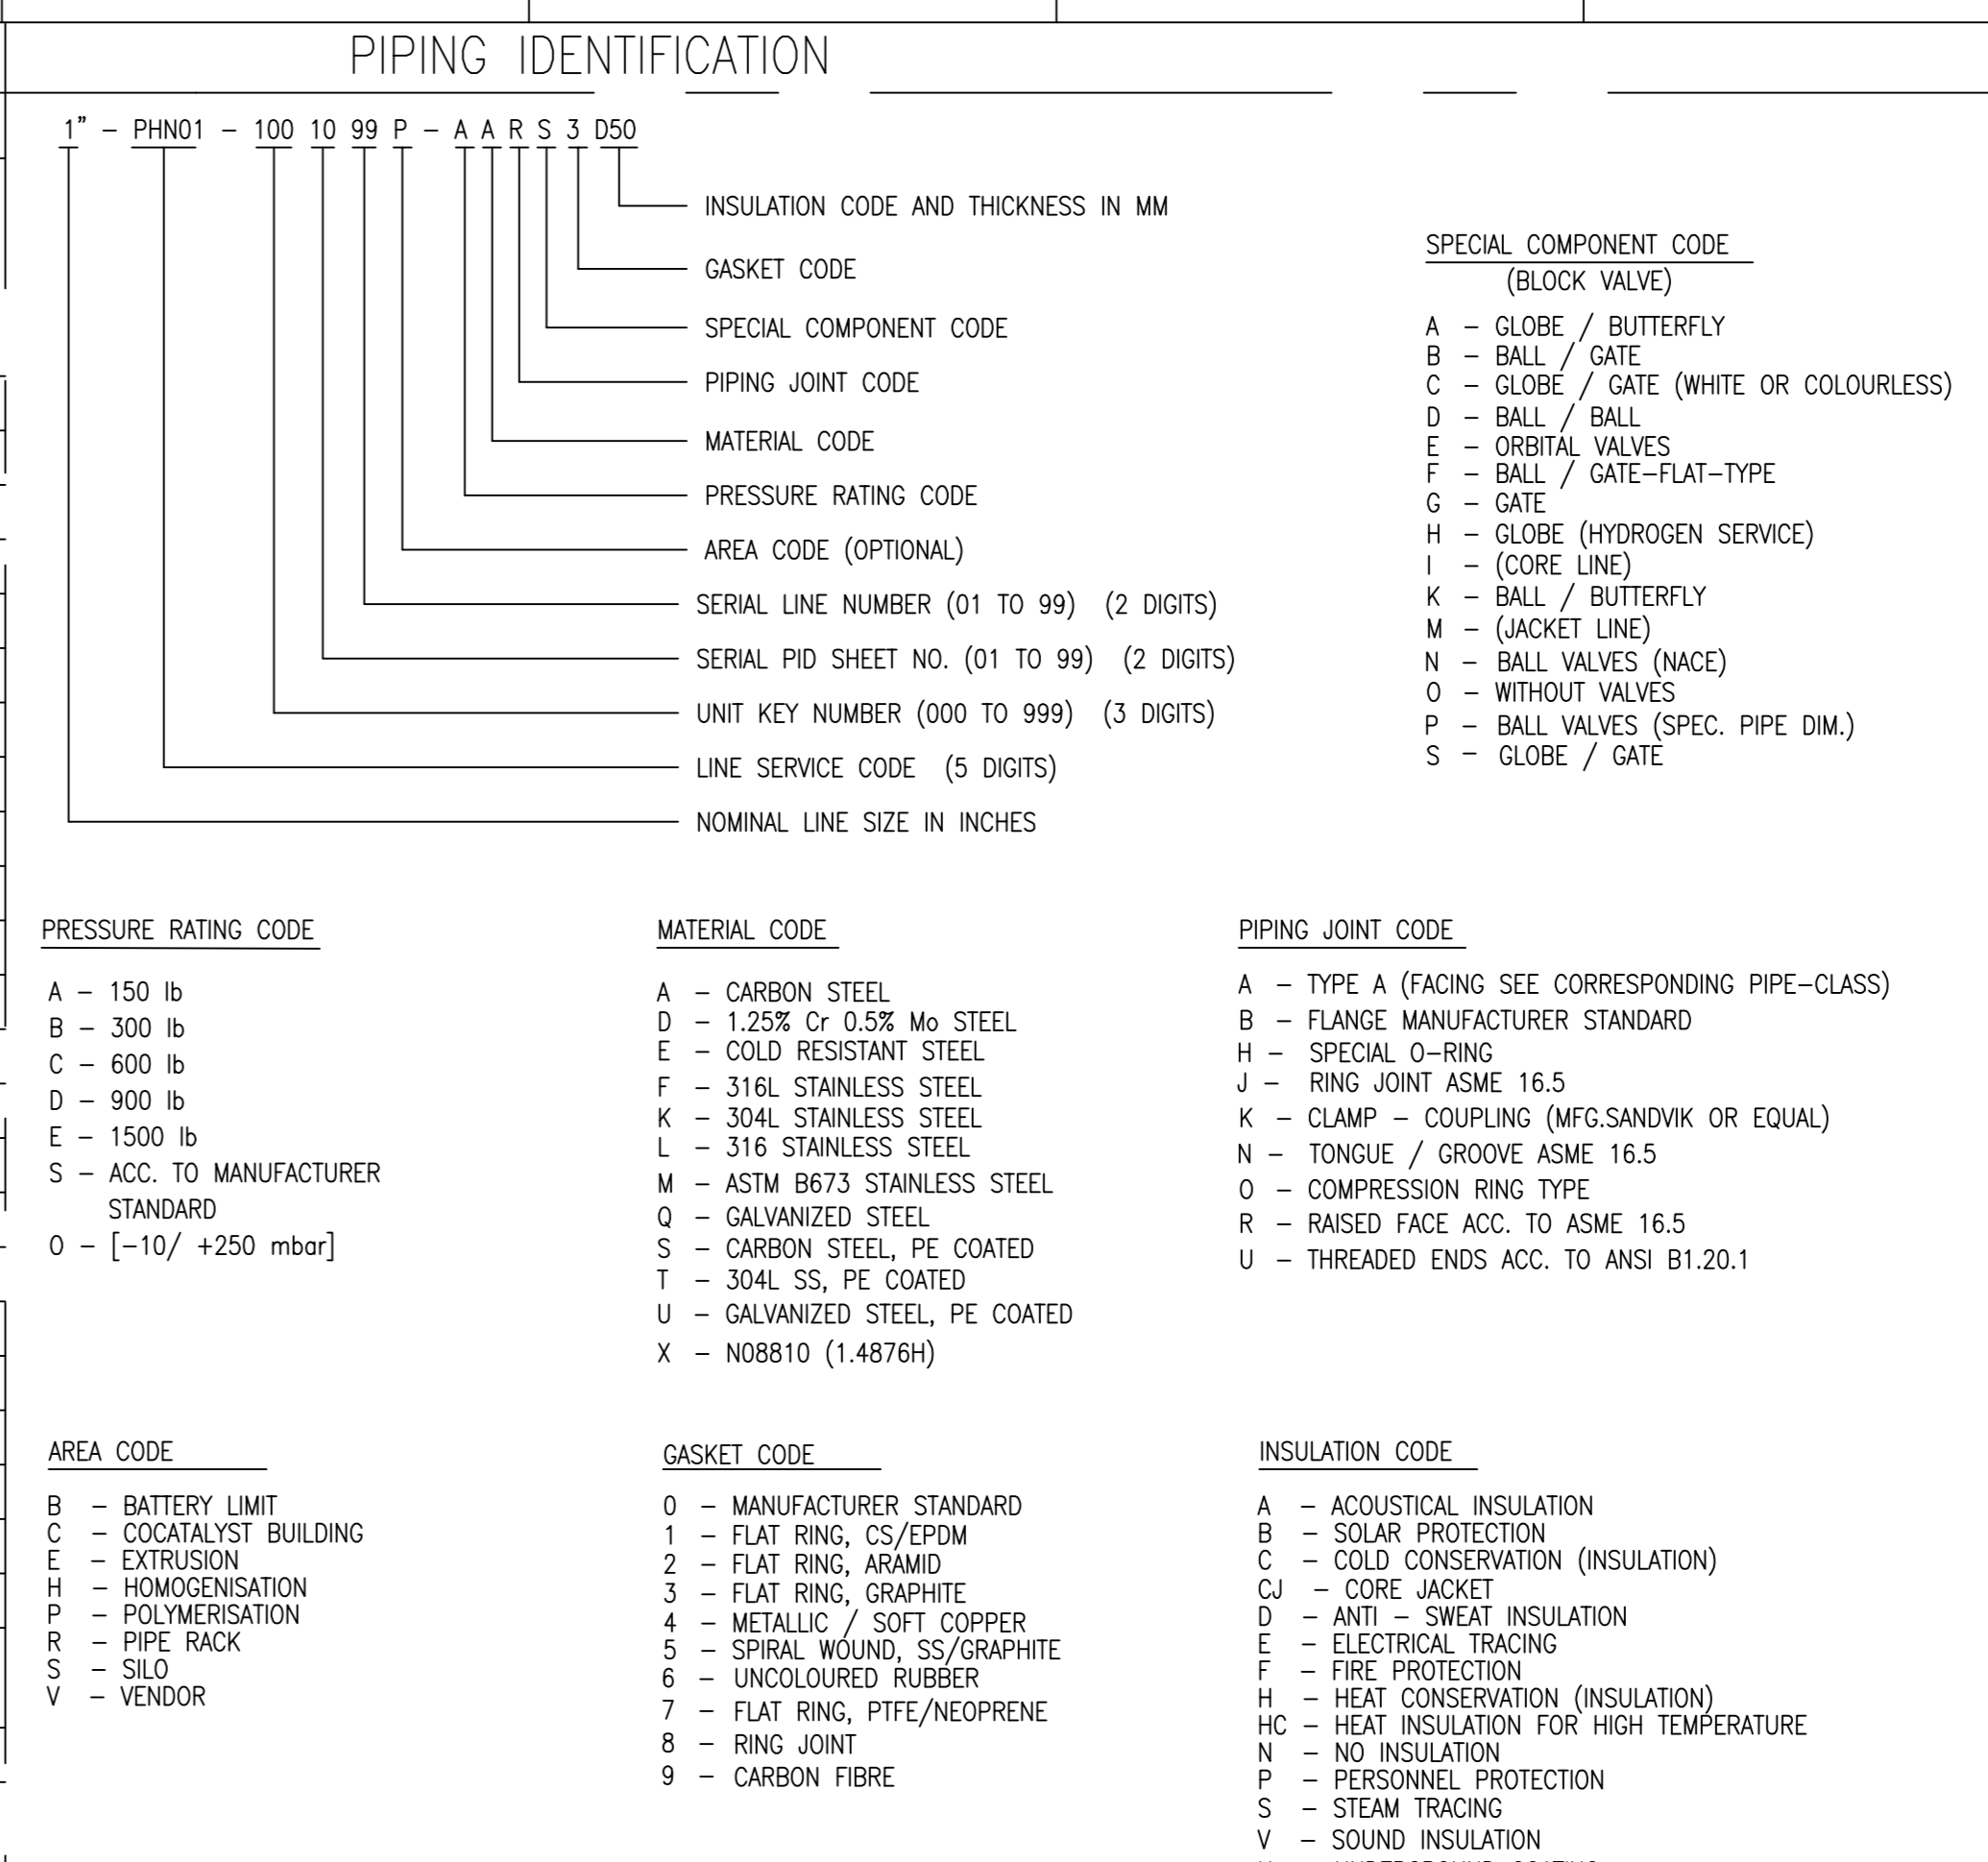 PIPING IDENTIFICATION
1” – PHN01 – 100 10 99 P – A A R S 3 D50
INSULATION CODE AND THICKNESS IN MM
GASKET CODE
SPECIAL COMPONENT CODE
PIPING JOINT CODE
MATERIAL CODE
PRESSURE RATING CODE
AREA CODE (OPTIONAL)
SERIAL LINE NUMBER (01 TO 99) (2 DIGITS)
SERIAL PID SHEET NO. (01 TO 99) (2 DIGITS)
UNIT KEY NUMBER (000 TO 999) (3 DIGITS)
LINE SERVICE CODE (5 DIGITS)
NOMINAL LINE SIZE IN INCHES
SPECIAL COMPONENT CODE
(BLOCK VALVE)
A – GLOBE / BUTTERFLY
B – BALL / GATE
C – GLOBE / GATE (WHITE OR COLOURLESS)
D – BALL / BALL
E – ORBITAL VALVES
F – BALL / GATE–FLAT–TYPE
G – GATE
H – GLOBE (HYDROGEN SERVICE)
I – (CORE LINE)
K – BALL / BUTTERFLY
M – (JACKET LINE)
N – BALL VALVES (NACE)
O – WITHOUT VALVES
P – BALL VALVES (SPEC. PIPE DIM.)
S – GLOBE / GATE
PRESSURE RATING CODE
A – 150 lb
B – 300 lb
C – 600 lb
D – 900 lb
E – 1500 lb
S – ACC. TO MANUFACTURER
STANDARD
O – [–10/ +250 mbar]
MATERIAL CODE
A – CARBON STEEL
D – 1.25% Cr 0.5% Mo STEEL
E – COLD RESISTANT STEEL
F – 316L STAINLESS STEEL
K – 304L STAINLESS STEEL
L – 316 STAINLESS STEEL
M – ASTM B673 STAINLESS STEEL
Q – GALVANIZED STEEL
S – CARBON STEEL, PE COATED
T – 304L SS, PE COATED
U – GALVANIZED STEEL, PE COATED
X – N08810 (1.4876H)
PIPING JOINT CODE
A – TYPE A (FACING SEE CORRESPONDING PIPE–CLASS)
B – FLANGE MANUFACTURER STANDARD
H – SPECIAL O–RING
J – RING JOINT ASME 16.5
K – CLAMP – COUPLING (MFG.SANDVIK OR EQUAL)
N – TONGUE / GROOVE ASME 16.5
O – COMPRESSION RING TYPE
R – RAISED FACE ACC. TO ASME 16.5
U – THREADED ENDS ACC. TO ANSI B1.20.1
AREA CODE
B – BATTERY LIMIT
C – COCATALYST BUILDING
E – EXTRUSION
H – HOMOGENISATION
P – POLYMERISATION
R – PIPE RACK
S – SILO
V – VENDOR
GASKET CODE
0 – MANUFACTURER STANDARD
1 – FLAT RING, CS/EPDM
2 – FLAT RING, ARAMID
3 – FLAT RING, GRAPHITE
4 – METALLIC / SOFT COPPER
5 – SPIRAL WOUND, SS/GRAPHITE
6 – UNCOLOURED RUBBER
7 – FLAT RING, PTFE/NEOPRENE
8 – RING JOINT
9 – CARBON FIBRE
INSULATION CODE
A – ACOUSTICAL INSULATION
B – SOLAR PROTECTION
C – COLD CONSERVATION (INSULATION)
CJ – CORE JACKET
D – ANTI – SWEAT INSULATION
E – ELECTRICAL TRACING
F – FIRE PROTECTION
H – HEAT CONSERVATION (INSULATION)
HC – HEAT INSULATION FOR HIGH TEMPERATURE
N – NO INSULATION
P – PERSONNEL PROTECTION
S – STEAM TRACING
V – SOUND INSULATION